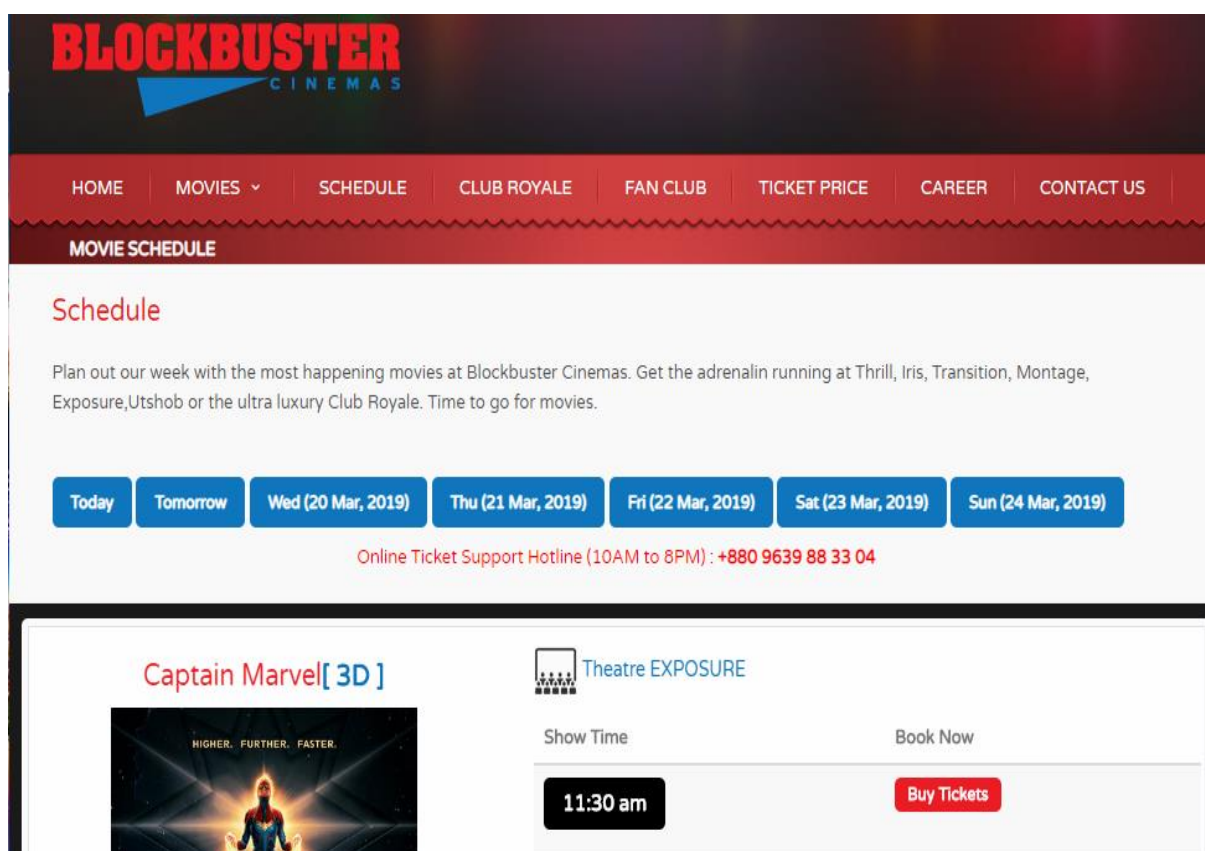 BLOCKBUSTER
CINEMAS
HOME MOVIES SCHEDULE CLUB ROYALE FAN CLUB TICKET PRICE CAREER CONTACT US
MOVIE SCHEDULE
Schedule
Plan out our week with the most happening movies at Blockbuster Cinemas. Get the adrenalin running at Thrill, Iris, Transition, Montage,
Exposure,Utshob or the ultra luxury Club Royale. Time to go for movies.
Today Tomorrow Wed (20 Mar, 2019) Thu (21 Mar, 2019) Fri (22 Mar, 2019) Sat (23 Mar, 2019) Sun (24 Mar, 2019)
Online Ticket Support Hotline (10AM to 8PM) : +880 9639 88 33 04
Captain Marvel[ 3D ]
HIGHER. FURTHER. FASTER.
Theatre EXPOSURE
Show Time Book Now
11:30 am Buy Tickets